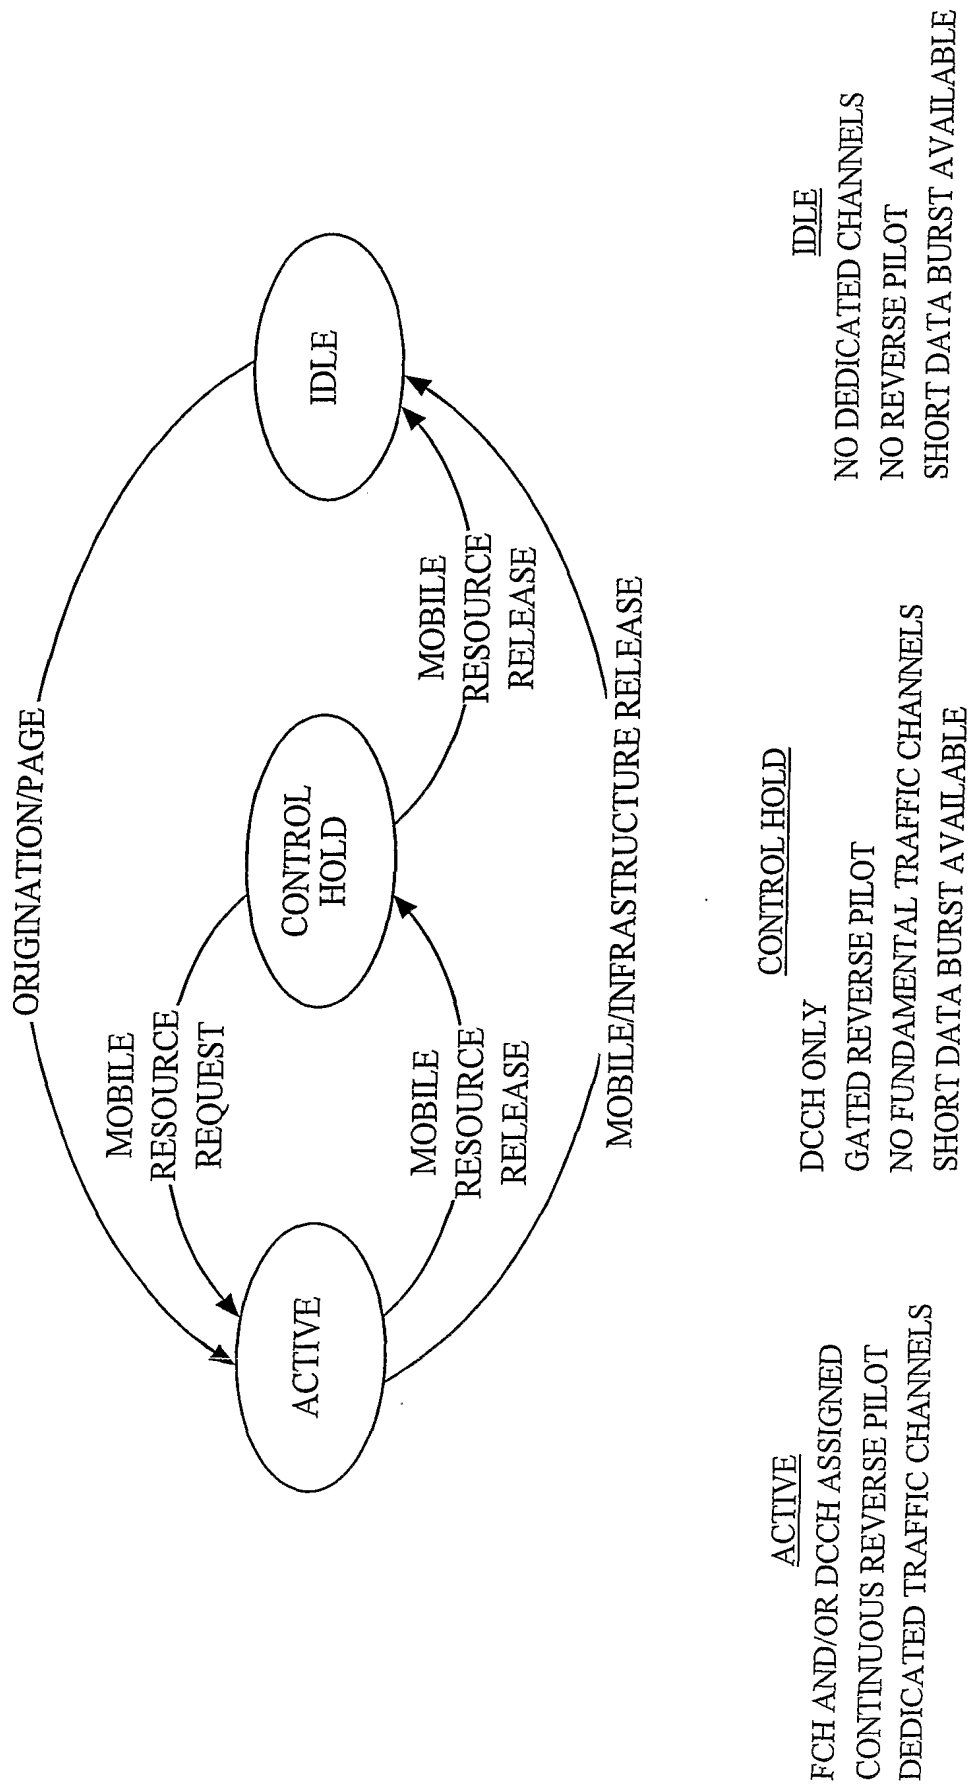 ORIGINATION/PAGE
MOBILE
RESOURCE
REQUEST
ACTIVE
CONTROL
HOLD
IDLE
MOBILE
RESOURCE
RELEASE
MOBILE
RESOURCE
RELEASE
MOBILE/INFRASTRUCTURE RELEASE
ACTIVE
FCH AND/OR DCCH ASSIGNED
CONTINUOUS REVERSE PILOT
DEDICATED TRAFFIC CHANNELS
CONTROL HOLD
DCCH ONLY
GATED REVERSE PILOT
NO FUNDAMENTAL TRAFFIC CHANNELS
SHORT DATA BURST AVAILABLE
IDLE
NO DEDICATED CHANNELS
NO REVERSE PILOT
SHORT DATA BURST AVAILABLE